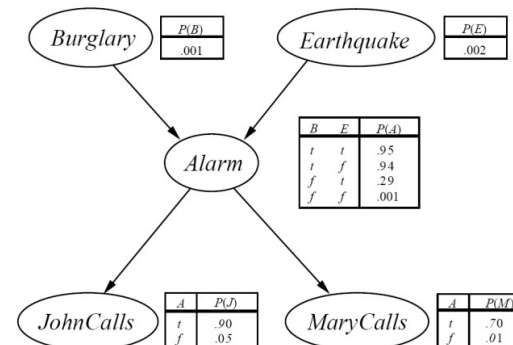 Burglary
P(B)
.001
Earthquake
P(E)
.002
Alarm
B E P(A)
t t .95
t f .94
f t .29
f f .001
JohnCalls
A P(J)
t .90
f .05
MaryCalls
A P(M)
t .70
f .01